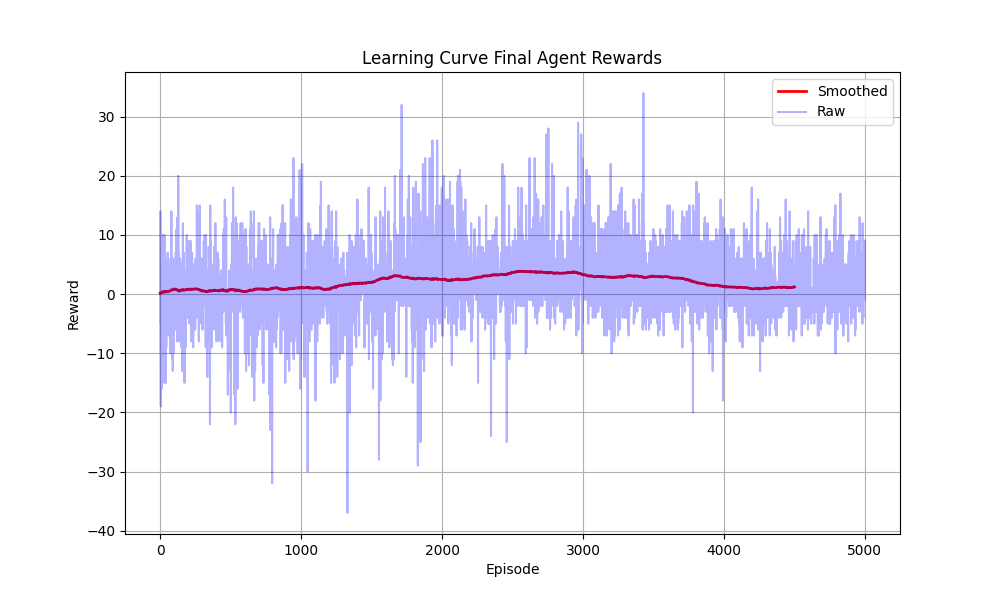 Learning Curve Final Agent Rewards
Smoothed
Raw
30
20
10
0
−10
−20
−30
−40
Reward
0 1000 2000 3000 4000 5000
Episode